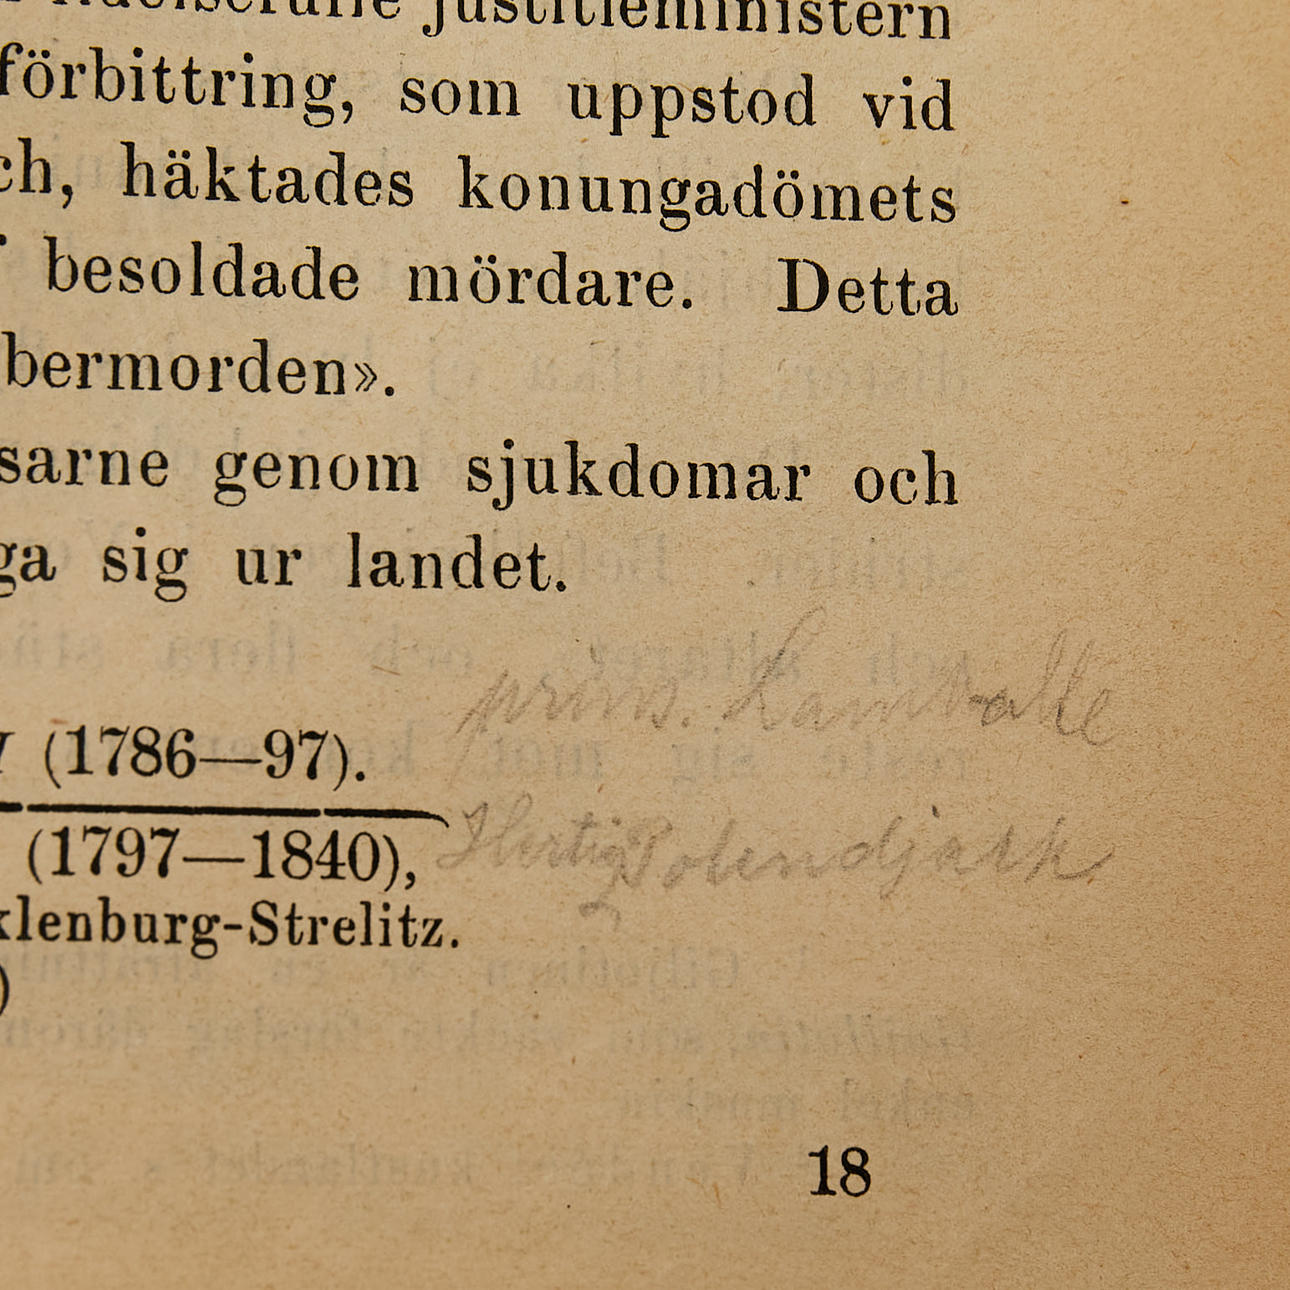 justitieministern
förbittring, som uppstod vid
ch, häktades konungadömets
besoldade mördare. Detta
bermorden».
sarne genom sjukdomar och
ga sig ur landet.
prins. Lamballe
(1786—97).
(1797—1840), Hertig
klenburg-Strelitz.
)
18